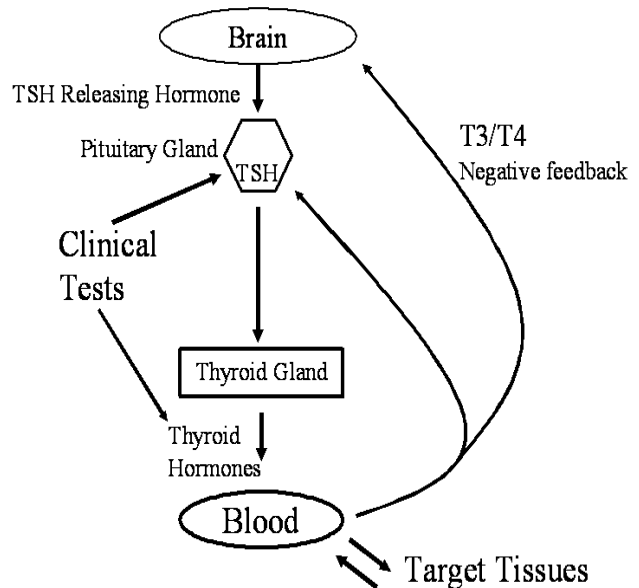 Brain
TSH Releasing Hormone
T3/T4
Negative feedback
Pituitary Gland
TSH
Clinical
Tests
Thyroid Gland
Thyroid
Hormones
Blood
Target Tissues